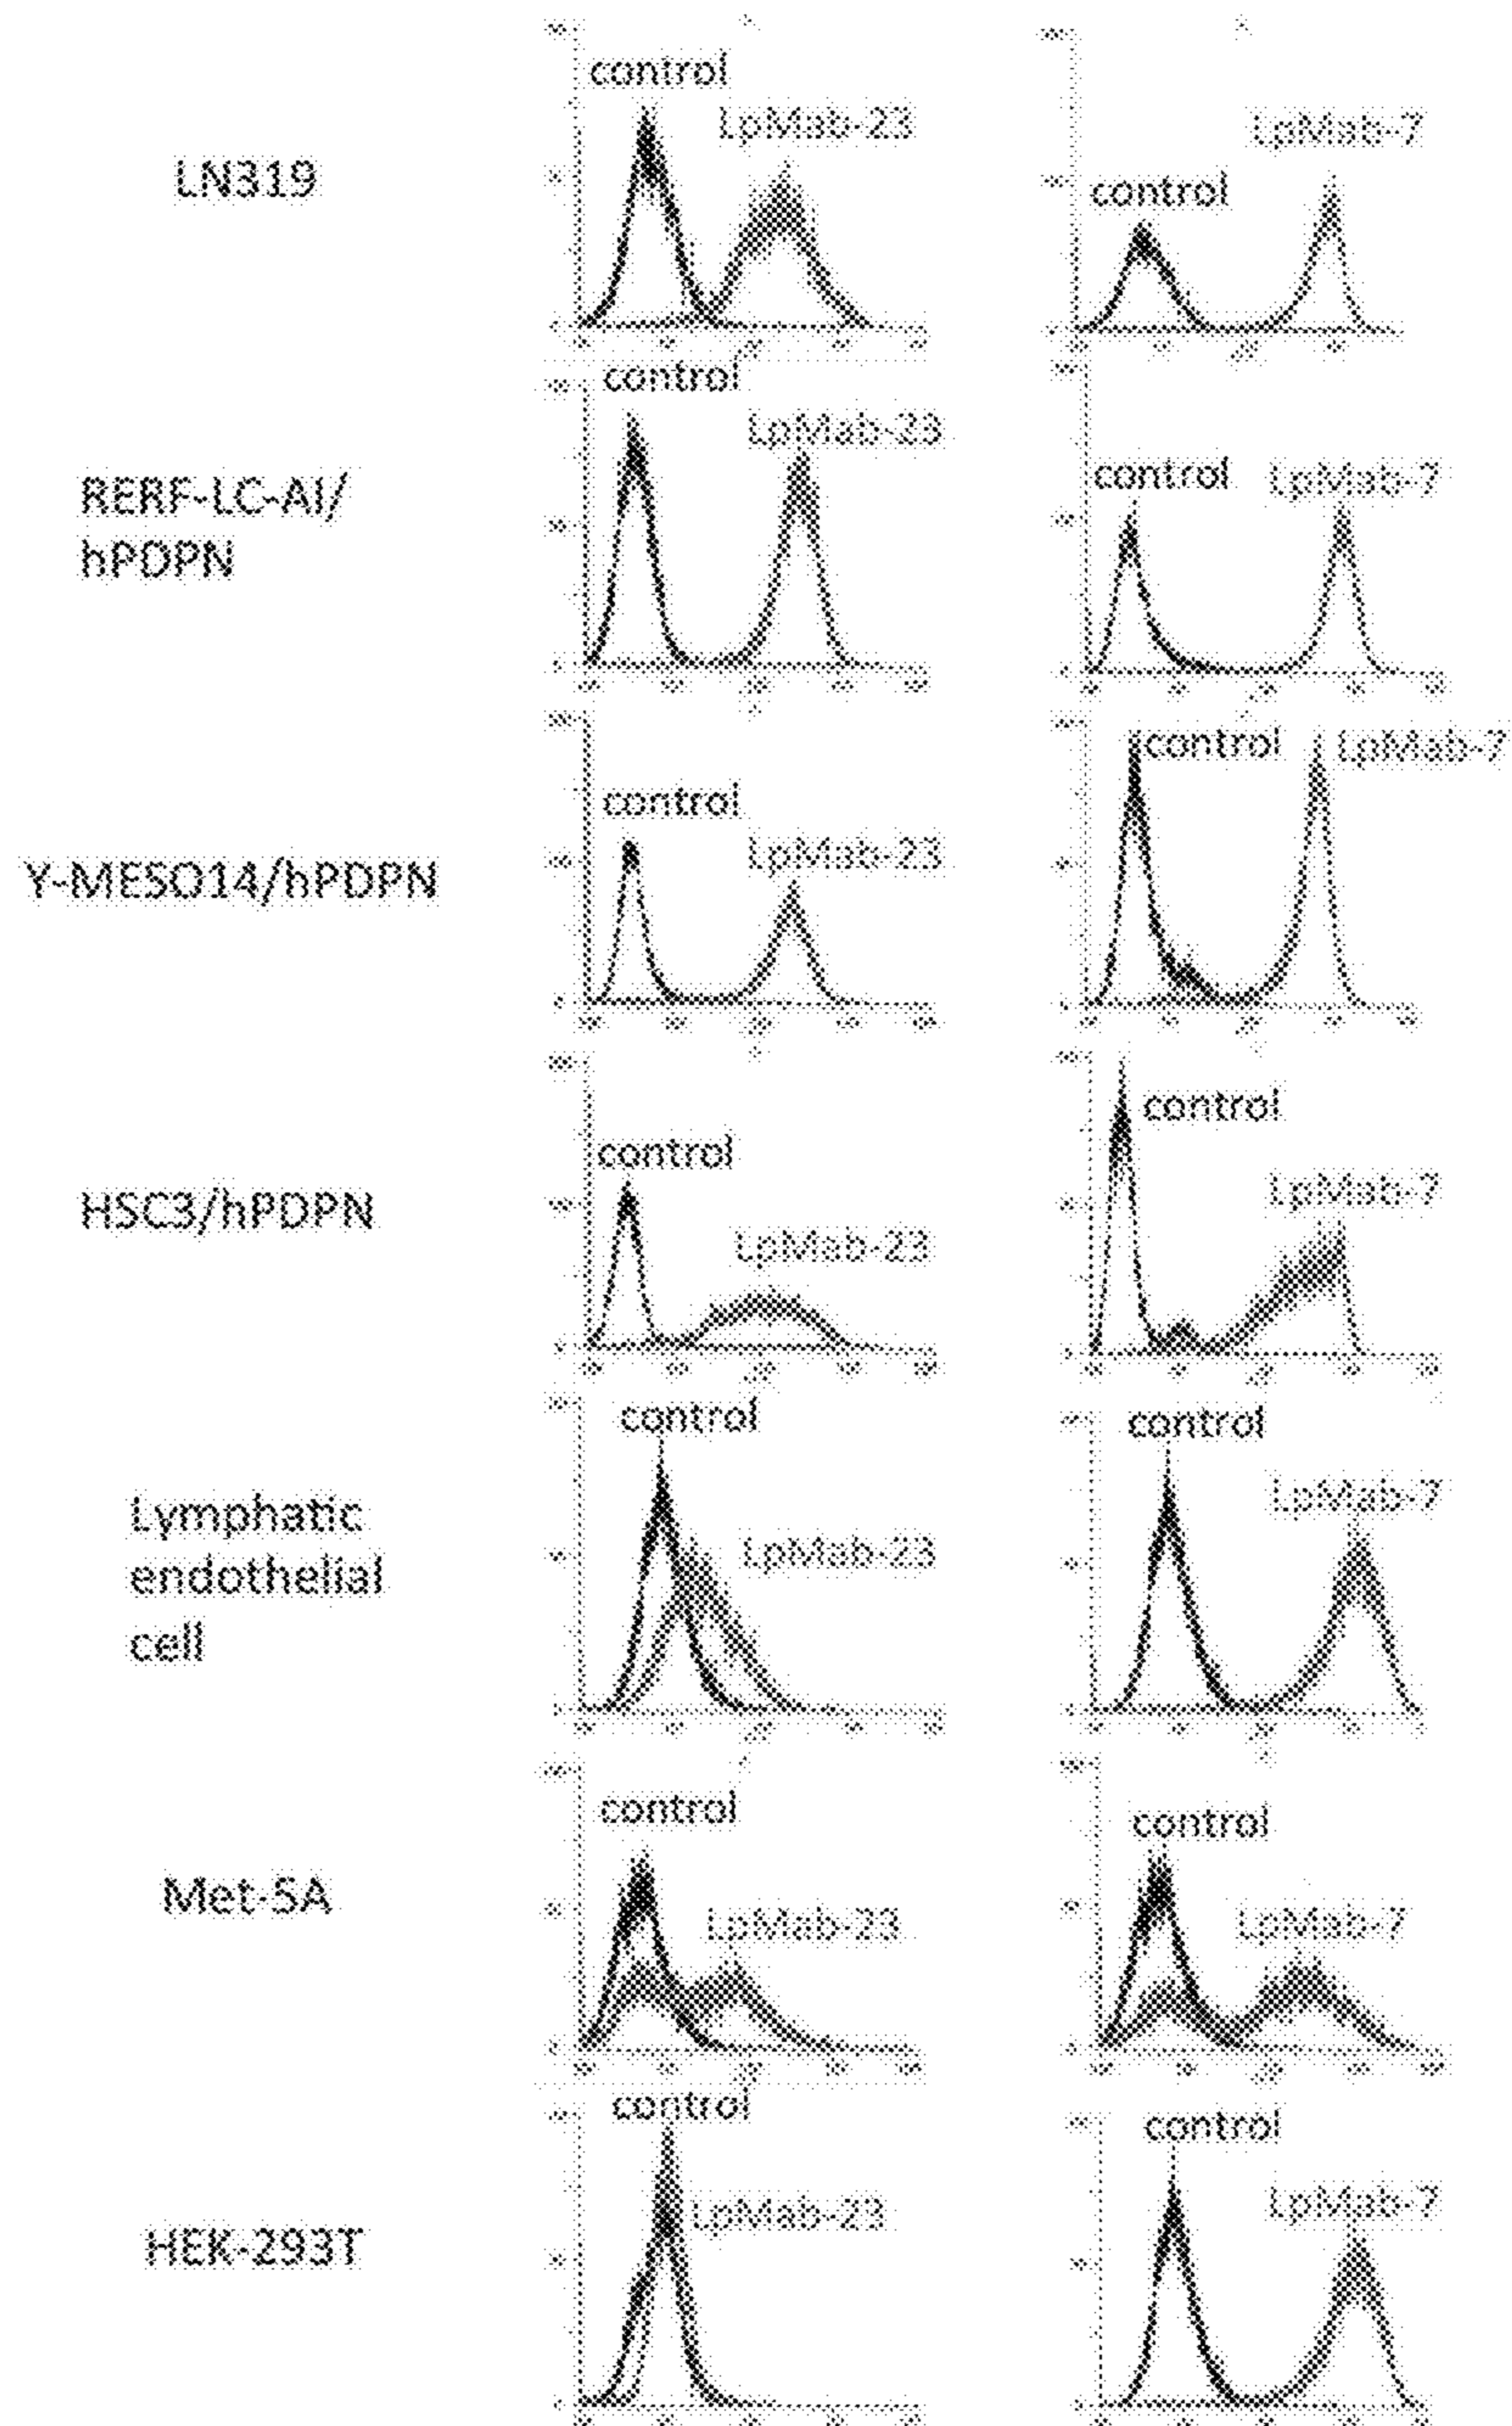 control
LpMab-23
LN319
LpMab-7
control
control
LpMab-23
RERF-LC-AI/
hPDPN
control
LpMab-7
control
LpMab-23
Y-MESO14/hPDPN
control
LpMab-7
control
LpMab-23
HSC3/hPDPN
control
LpMab-7
control
LpMab-23
Lymphatic
endothelial
cell
control
LpMab-7
control
LpMab-23
Met-5A
control
LpMab-7
control
LpMab-23
HEK-293T
control
LpMab-7